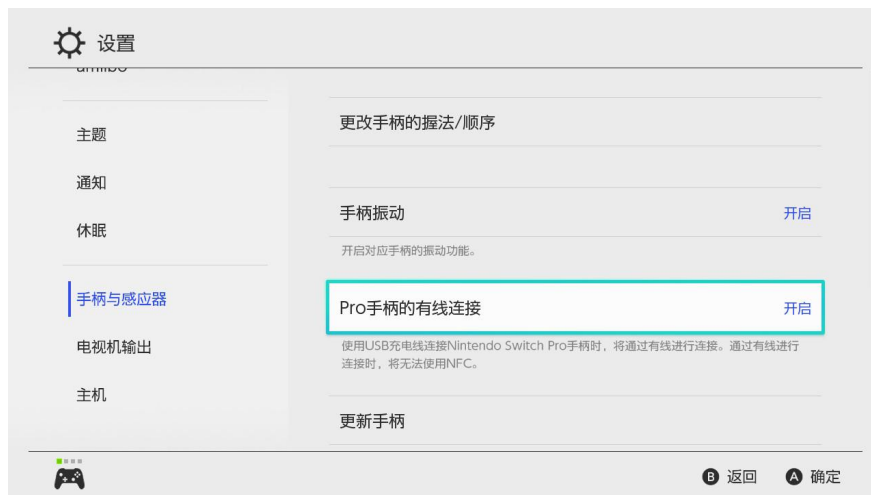 设置
amiibo
主题
通知
休眠
手柄与感应器
电视机输出
主机
更改手柄的握法/顺序
手柄振动 开启
开启对应手柄的振动功能。
Pro手柄的有线连接 开启
使用USB充电线连接Nintendo Switch Pro手柄时，将通过有线进行连接。通过有线进行
连接时，将无法使用NFC。
更新手柄
B 返回 A 确定